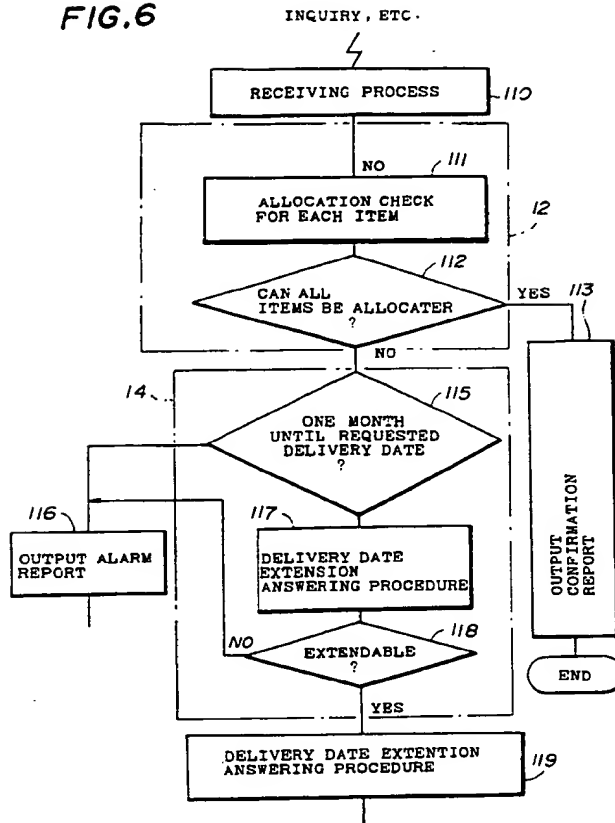 FIG.6
INQUIRY, ETC.
RECEIVING PROCESS
110
NO
111
ALLOCATION CHECK
FOR EACH ITEM
12
112
CAN ALL
ITEMS BE ALLOCATER
?
YES
113
NO
OUTPUT
CONFIRMATION
REPORT
END
14
115
ONE MONTH
UNTIL REQUESTED
DELIVERY DATE
?
116
OUTPUT ALARM
REPORT
117
DELIVERY DATE
EXTENSION
ANSWERING PROCEDURE
118
NO
EXTENDABLE
?
YES
DELIVERY DATE EXTENTION
ANSWERING PROCEDURE
119